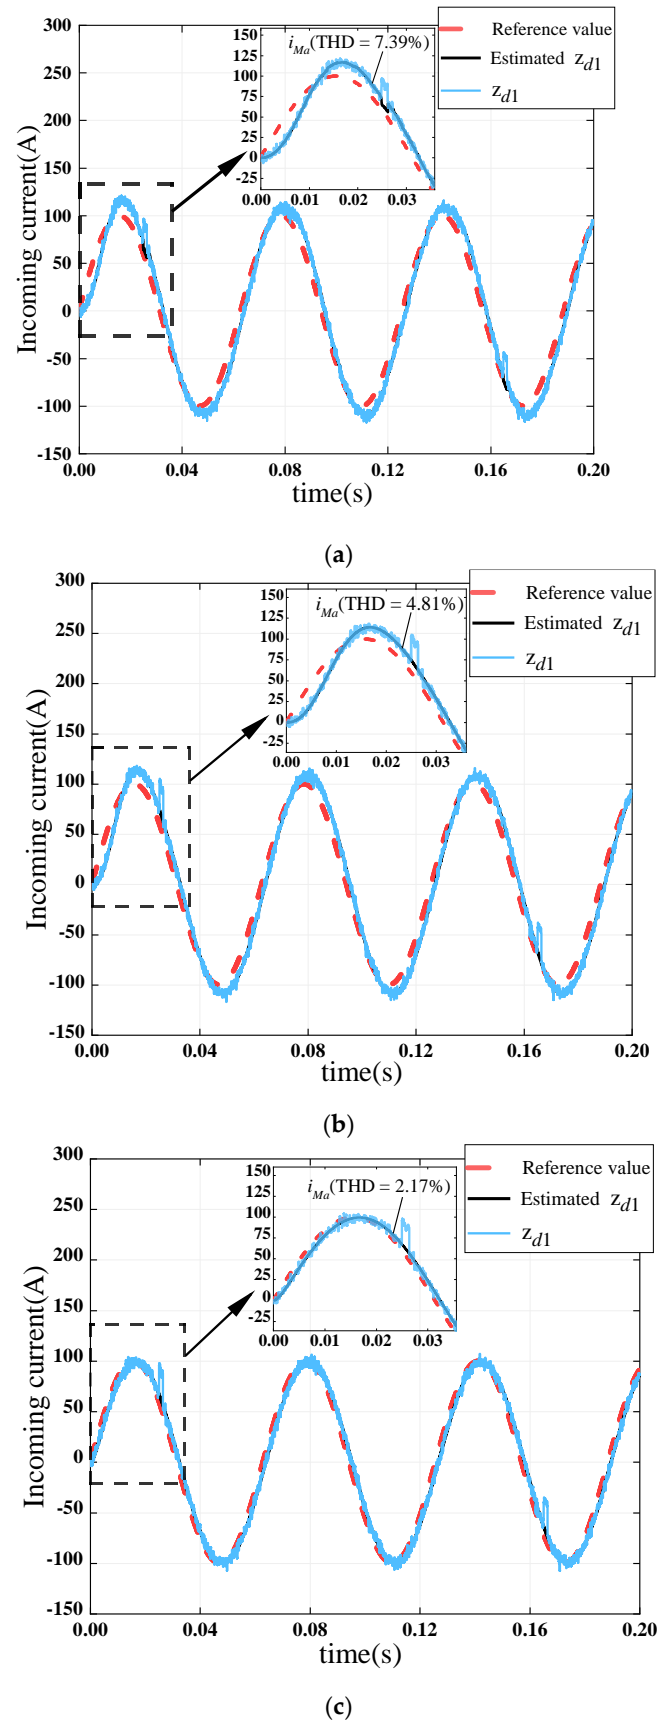 Reference value
Estimated z_{d1}
z_{d1}
i_{Ma}(THD = 7.39%)
150
125
100
75
50
25
0
-25
0.00 0.01 0.02 0.03
300
250
200
150
100
50
0
-50
-100
-150
Incoming current(A)
0.00 0.04 0.08 0.12 0.16 0.20
time(s)
(a)
Reference value
Estimated z_{d1}
z_{d1}
i_{Ma}(THD = 4.81%)
150
125
100
75
50
25
0
-25
0.00 0.01 0.02 0.03
300
250
200
150
100
50
0
-50
-100
-150
Incoming current(A)
0.00 0.04 0.08 0.12 0.16 0.20
time(s)
(b)
Reference value
Estimated z_{d1}
z_{d1}
i_{Ma}(THD = 2.17%)
150
125
100
75
50
25
0
-25
0.00 0.01 0.02 0.03
300
250
200
150
100
50
0
-50
-100
-150
Incoming current(A)
0.00 0.04 0.08 0.12 0.16 0.20
time(s)
(c)